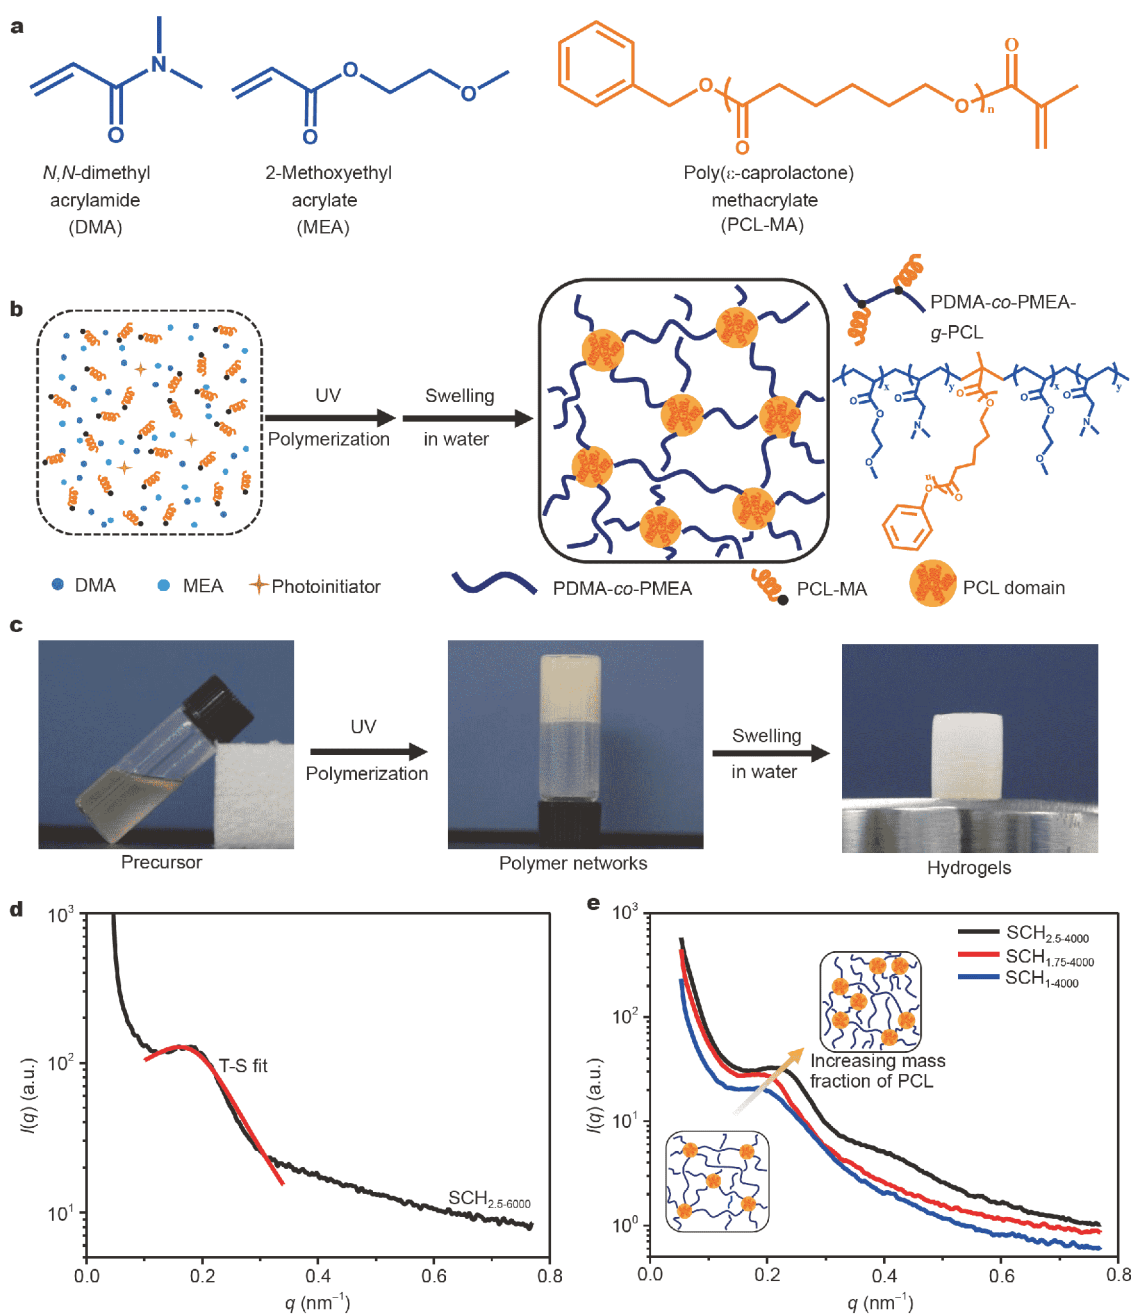 a
N
O
O
O
O
O
O
O
n
O
N,N-dimethyl
acrylamide
(DMA)
2-Methoxyethyl
acrylate
(MEA)
Poly(ε-caprolactone)
methacrylate
(PCL-MA)
b
UV
Polymerization
Swelling
in water
PDMA-co-PMEA-
g-PCL
x
y
x
y
O
O
O
N
O
O
O
O
O
N
O
n
O
O
DMA
MEA
Photoinitiator
PDMA-co-PMEA
PCL-MA
PCL domain
c
UV
Polymerization
Swelling
in water
Precursor
Polymer networks
Hydrogels
d
10³
10²
10¹
I(q) (a.u.)
T-S fit
SCH2.5-6000
0.0 0.2 0.4 0.6 0.8
q (nm⁻¹)
e
10³
10²
10¹
10⁰
I(q) (a.u.)
SCH2.5-4000
SCH1.75-4000
SCH1-4000
Increasing mass
fraction of PCL
0.0 0.2 0.4 0.6 0.8
q (nm⁻¹)